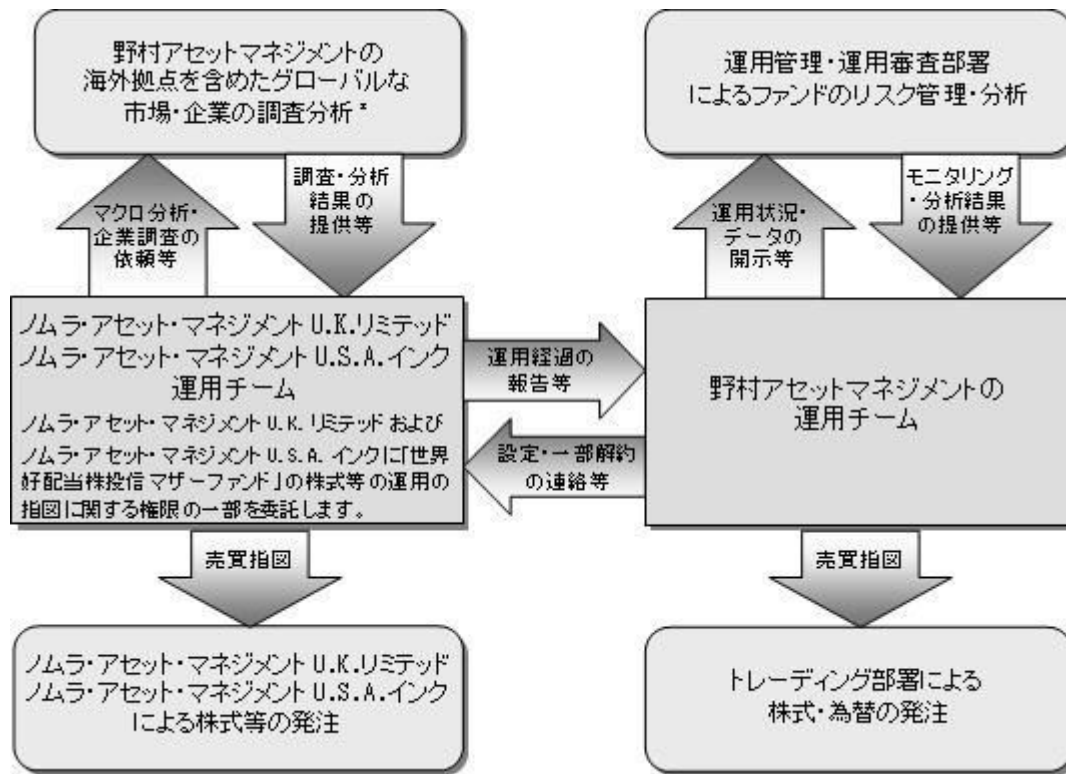 野村アセットマネジメントの
海外拠点を含めたグローバルな
市場・企業の調査分析*
運用管理・運用審査部署
によるファンドのリスク管理・分析
マクロ分析・
企業調査の
依頼等
調査・分析
結果の
提供等
運用状況・
データの
開示等
モニタリング
・分析結果
の提供等
ノムラ・アセット・マネジメントU.K.リミテッド
ノムラ・アセット・マネジメントU.S.A.インク
運用チーム
ノムラ・アセット・マネジメントU.K.リミテッドおよび
ノムラ・アセット・マネジメントU.S.A.インクに「世界
好配当株投信マザーファンド」の株式等の運用の
指図に関する権限の一部を委託します。
運用経過の
報告等
設定・一部解約
の連絡等
野村アセットマネジメントの
運用チーム
売買指図
売買指図
ノムラ・アセット・マネジメントU.K.リミテッド
ノムラ・アセット・マネジメントU.S.A.インク
による株式等の発注
トレーディング部署による
株式・為替の発注